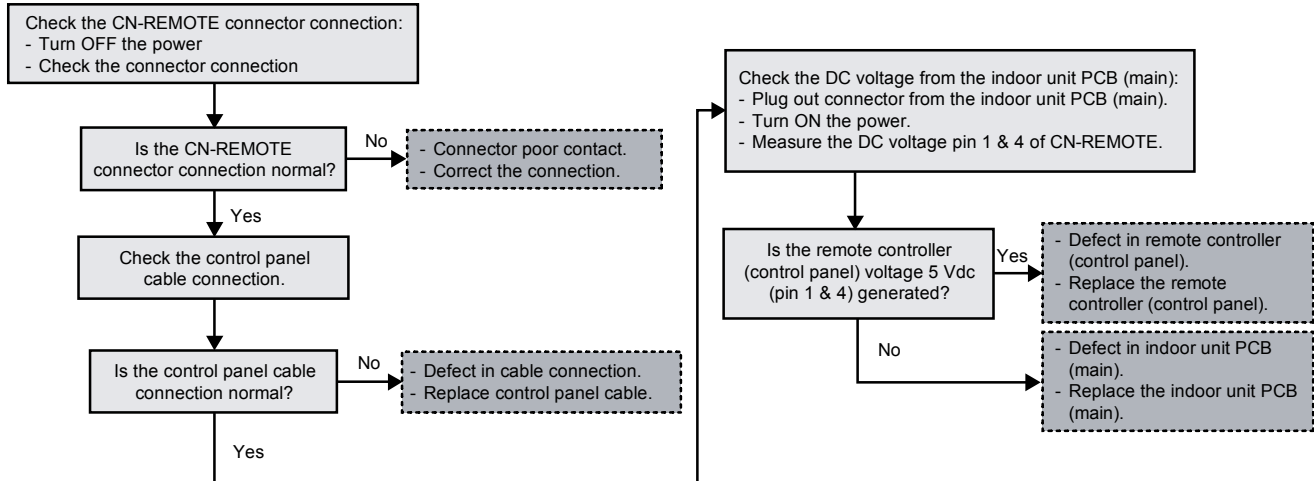 Check the CN-REMOTE connector connection:
- Turn OFF the power
- Check the connector connection
Is the CN-REMOTE
connector connection normal?
No
- Connector poor contact.
- Correct the connection.
Yes
Check the control panel
cable connection.
Is the control panel cable
connection normal?
No
- Defect in cable connection.
- Replace control panel cable.
Yes
Check the DC voltage from the indoor unit PCB (main):
- Plug out connector from the indoor unit PCB (main).
- Turn ON the power.
- Measure the DC voltage pin 1 & 4 of CN-REMOTE.
Is the remote controller
(control panel) voltage 5 Vdc
(pin 1 & 4) generated?
Yes
- Defect in remote controller
(control panel).
- Replace the remote
controller (control panel).
No
- Defect in indoor unit PCB
(main).
- Replace the indoor unit PCB
(main).